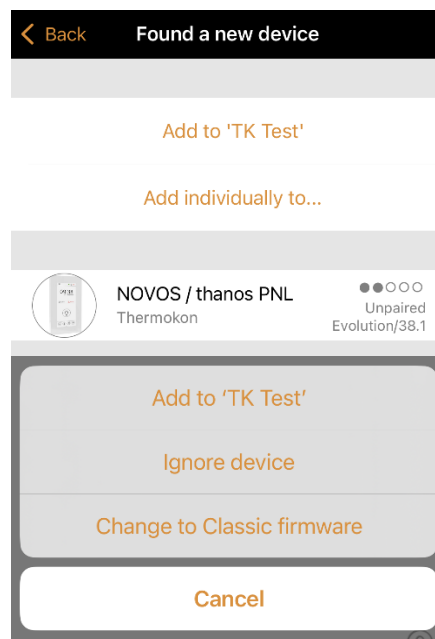 Back
Found a new device
Add to 'TK Test'
Add individually to...
NOVOS / thanos PNL
Thermokon
Unpaired
Evolution/38.1
Add to ‘TK Test’
Ignore device
Change to Classic firmware
Cancel